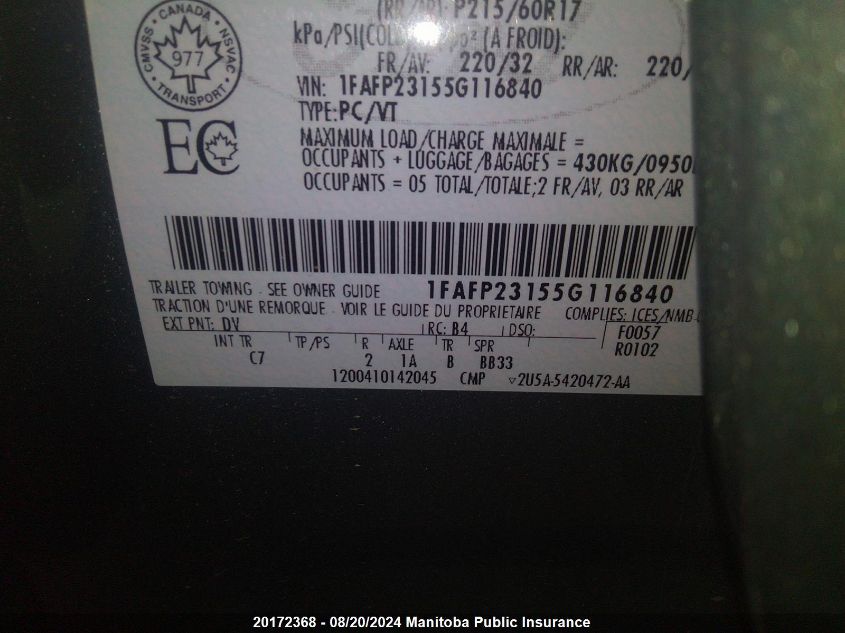 CANADA
CMVSS
NSVAC
977
TRANSPORT
EC
(RR/AR): P215/60R17
kPa/PSI(COLD (A FROID):
FR/AV: 220/32 RR/AR: 220/
VIN: 1FAFP23155G116840
TYPE:PC/VT
MAXIMUM LOAD/CHARGE MAXIMALE =
OCCUPANTS + LUGGAGE/BAGAGES = 430KG/0950
OCCUPANTS = 05 TOTAL/TOTALE;2 FR/AV, 03 RR/AR
TRAILER TOWING - SEE OWNER GUIDE 1FAFP23155G116840
TRACTION D'UNE REMORQUE - VOIR LE GUIDE DU PROPRIETAIRE COMPLIES: ICES/NMB-
EXT PNT: DV RC: B4 DSO: F0057
INT TR TP/PS R AXLE TR SPR R0102
C7 2 1A B BB33
1200410142045 CMP ▽2U5A-5420472-AA
20172368 - 08/20/2024 Manitoba Public Insurance